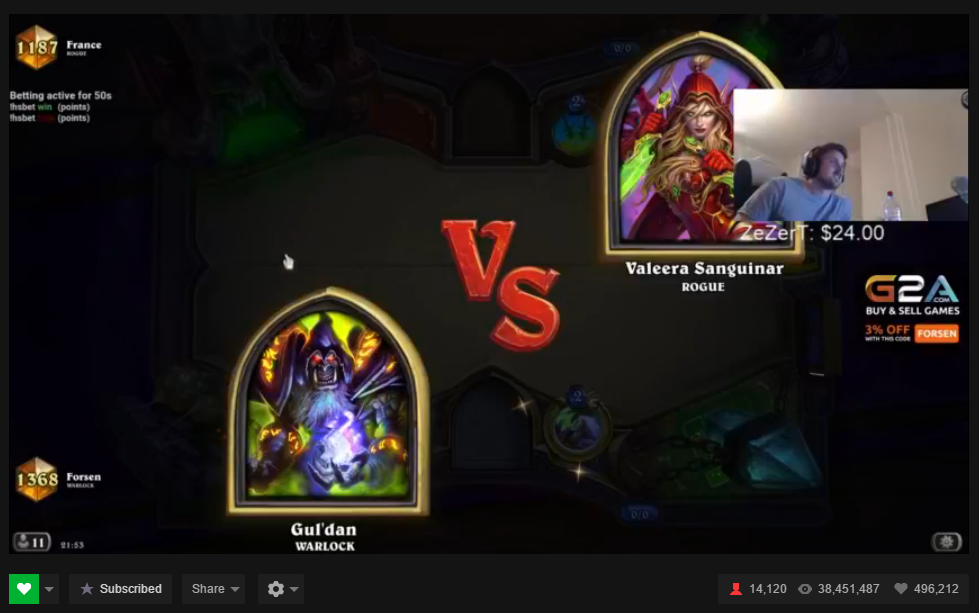 1187 France
ROGUE
Betting active for 50s
!hsbet win (points)
!hsbet (points)
0/0
2
ZeZerT: $24.00
VS
Valeera Sanguinar
ROGUE
G2A
.COM
BUY & SELL GAMES
3% OFF
WITH THIS CODE
FORSEN
2
1368 Forsen
WARLOCK
0/0
Gul'dan
WARLOCK
11 21:53
Subscribed
Share
14,120 38,451,487 496,212